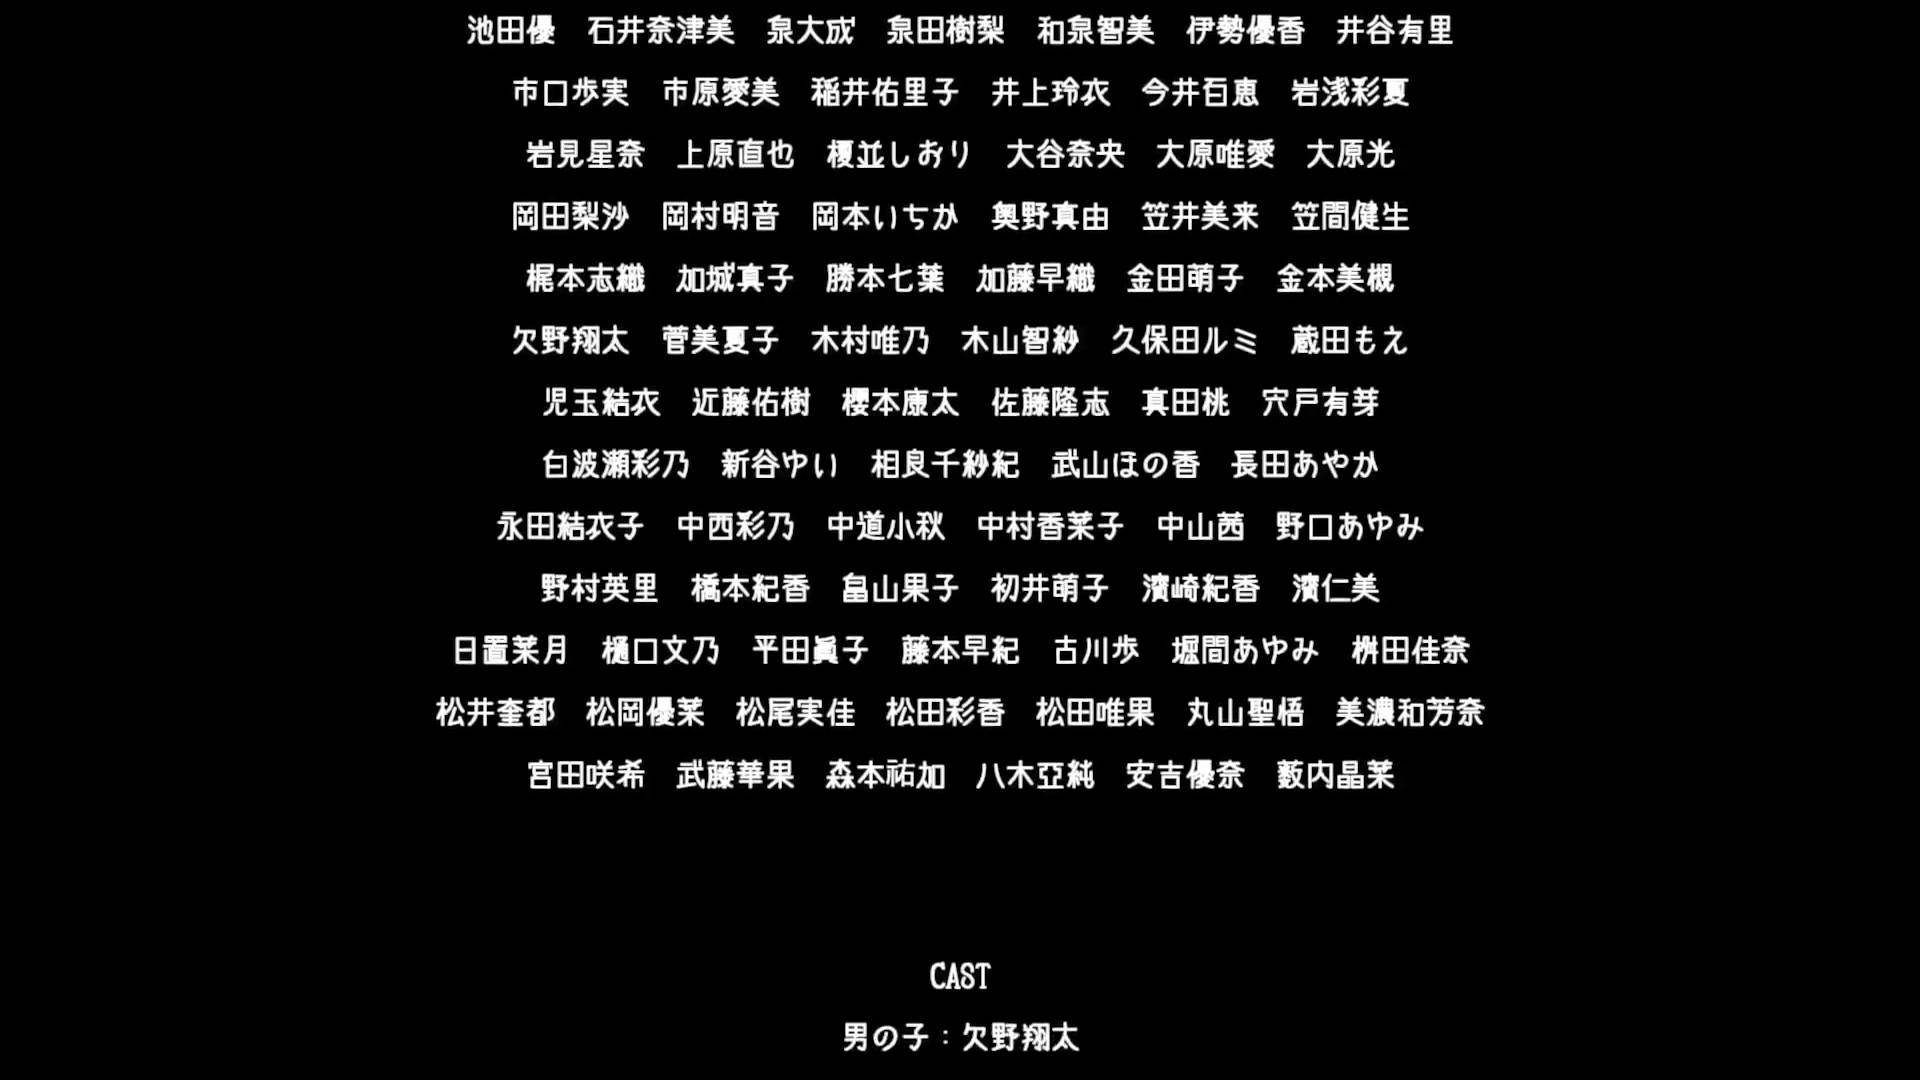 池田優　石井奈津美　泉大成　泉田樹梨　和泉智美　伊勢優香　井谷有里
市口歩実　市原愛美　稲井佑里子　井上玲衣　今井百恵　岩浅彩夏
岩見星奈　上原直也　榎並しおり　大谷奈央　大原唯愛　大原光
岡田梨沙　岡村明音　岡本いちか　奥野真由　笠井美来　笠間健生
梶本志織　加城真子　勝本七葉　加藤早織　金田萌子　金本美槻
欠野翔太　菅美夏子　木村唯乃　木山智紗　久保田ルミ　蔵田もえ
児玉結衣　近藤佑樹　櫻本康太　佐藤隆志　真田桃　宍戸有芽
白波瀬彩乃　新谷ゆい　相良千紗紀　武山ほの香　長田あやか
永田結衣子　中西彩乃　中道小秋　中村香菜子　中山茜　野口あゆみ
野村英里　橋本紀香　畠山果子　初井萌子　濱崎紀香　濱仁美
日置菜月　樋口文乃　平田眞子　藤本早紀　古川歩　堀間あゆみ　桝田佳奈
松井奎都　松岡優菜　松尾実佳　松田彩香　松田唯果　丸山聖悟　美濃和芳奈
宮田咲希　武藤華果　森本祐加　八木亞純　安吉優奈　薮内晶菜
CAST
男の子：欠野翔太